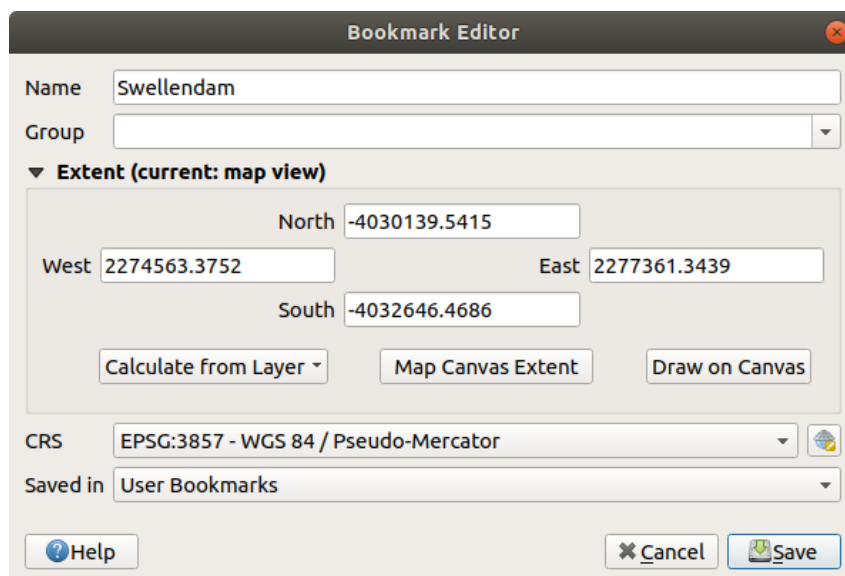 Bookmark Editor
Name Swellendam
Group
Extent (current: map view)
North -4030139.5415
West 2274563.3752 East 2277361.3439
South -4032646.4686
Calculate from Layer Map Canvas Extent Draw on Canvas
CRS EPSG:3857 - WGS 84 / Pseudo-Mercator
Saved in User Bookmarks
Help Cancel Save